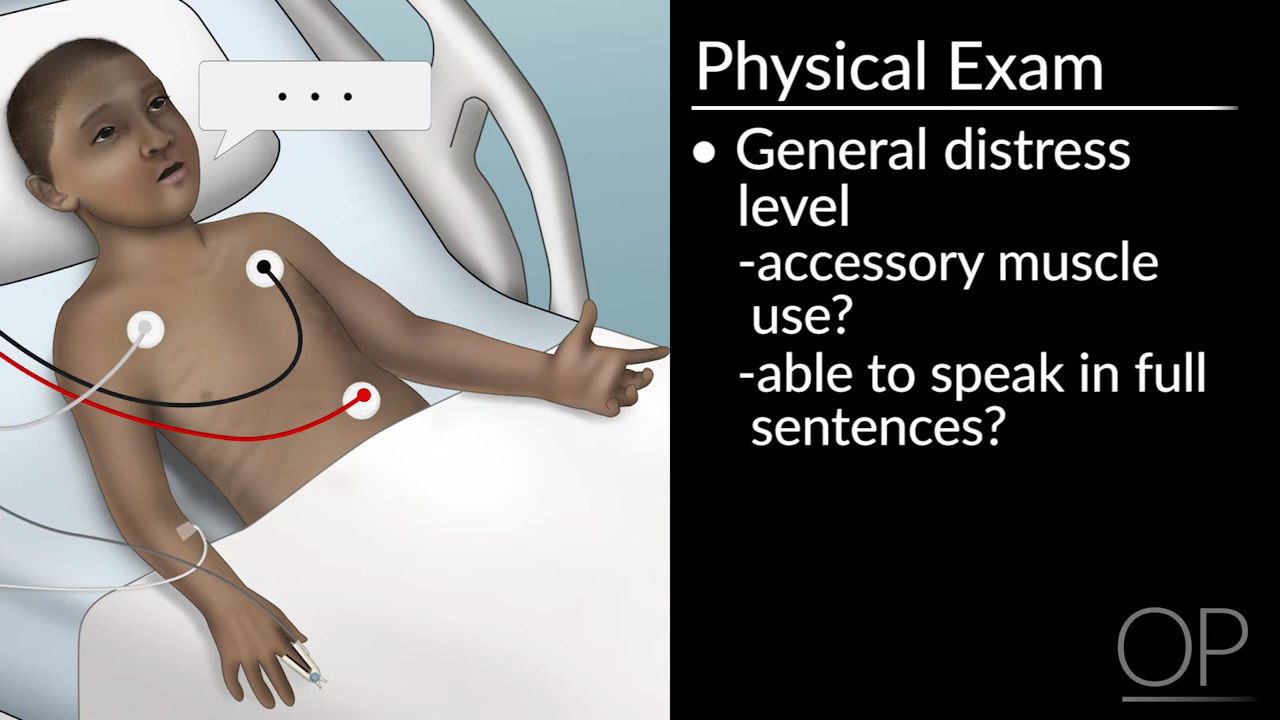 . . .
Physical Exam
• General distress
level
-accessory muscle
use?
-able to speak in full
sentences?
OP